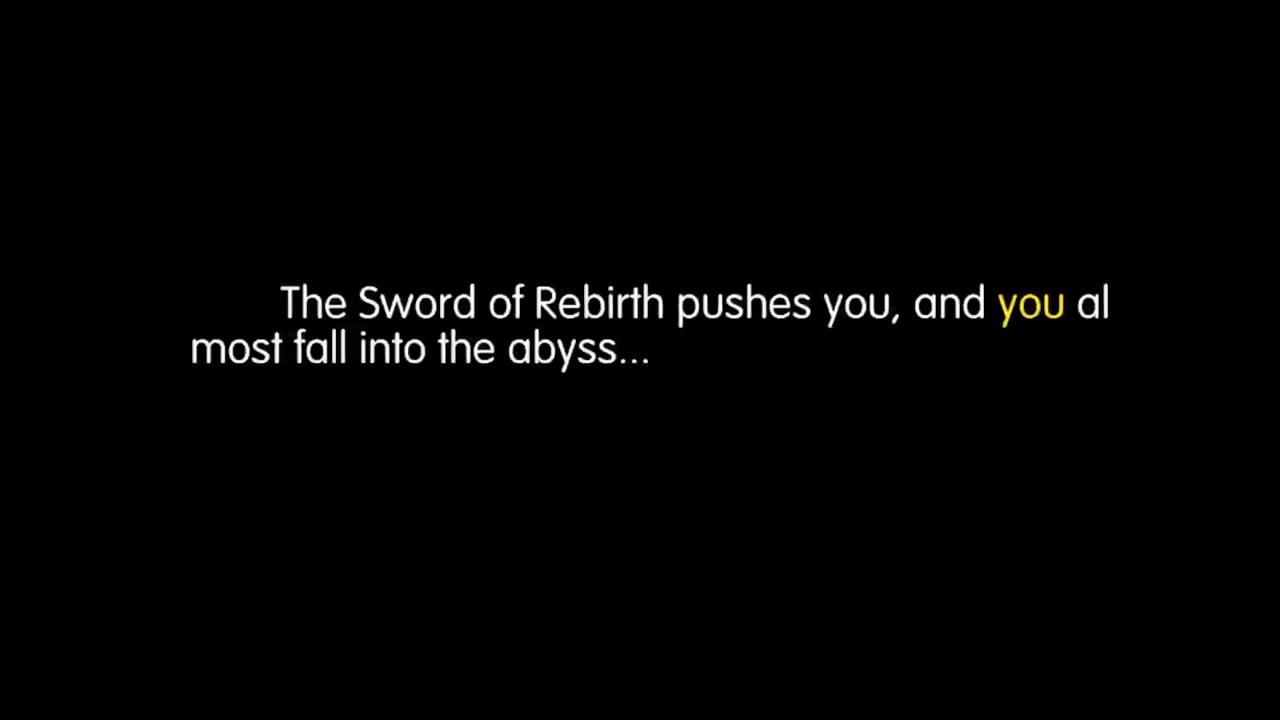 The Sword of Rebirth pushes you, and you al
most fall into the abyss...